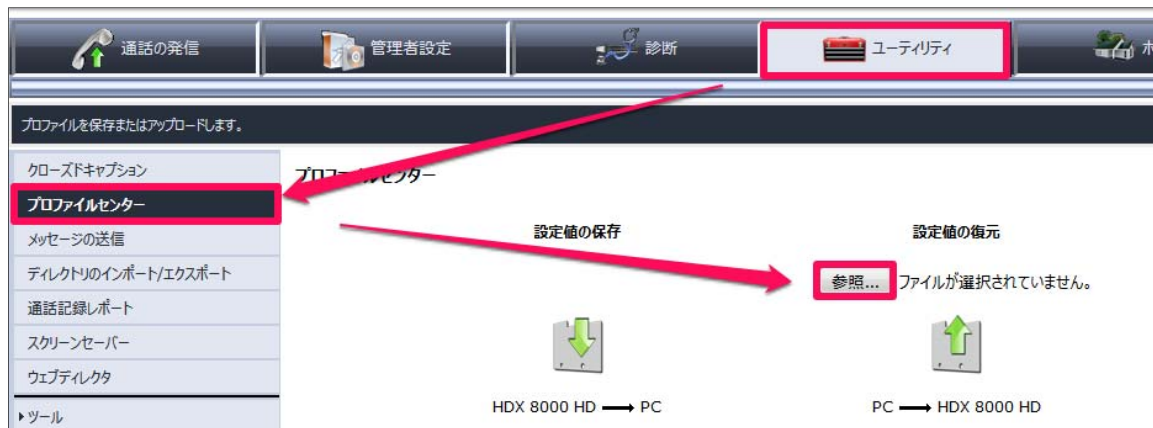 通話の発信
管理者設定
診断
ユーティリティ
プロファイルを保存またはアップロードします。
クローズドキャプション
プロファイルセンター
メッセージの送信
ディレクトリのインポート/エクスポート
通話記録レポート
スクリーンセーバー
ウェブディレクタ
ツール
プロファイルセンター
設定値の保存
設定値の復元
参照... ファイルが選択されていません。
HDX 8000 HD → PC
PC → HDX 8000 HD